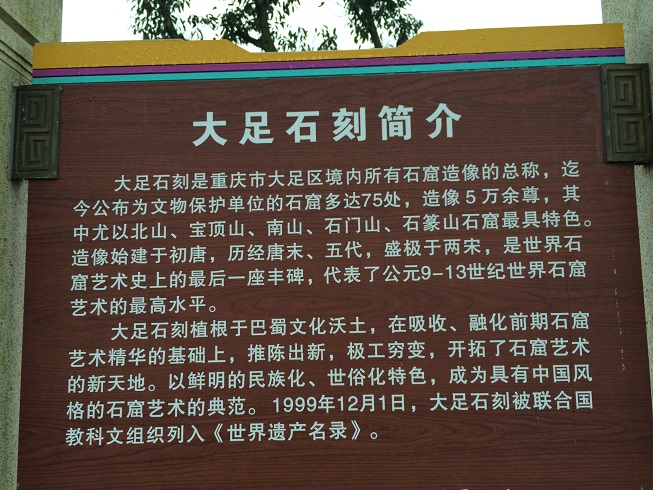 大足石刻简介
大足石刻是重庆市大足区境内所有石窟造像的总称，迄
今公布为文物保护单位的石窟多达75处，造像5万余尊，其
中尤以北山、宝顶山、南山、石门山、石篆山石窟最具特色。
造像始建于初唐，历经唐末、五代，盛极于两宋，是世界石
窟艺术史上的最后一座丰碑，代表了公元9-13世纪世界石窟
艺术的最高水平。
大足石刻植根于巴蜀文化沃土，在吸收、融化前期石窟
艺术精华的基础上，推陈出新，极工穷变，开拓了石窟艺术
的新天地。以鲜明的民族化、世俗化特色，成为具有中国风
格的石窟艺术的典范。1999年12月1日，大足石刻被联合国
教科文组织列入《世界遗产名录》。